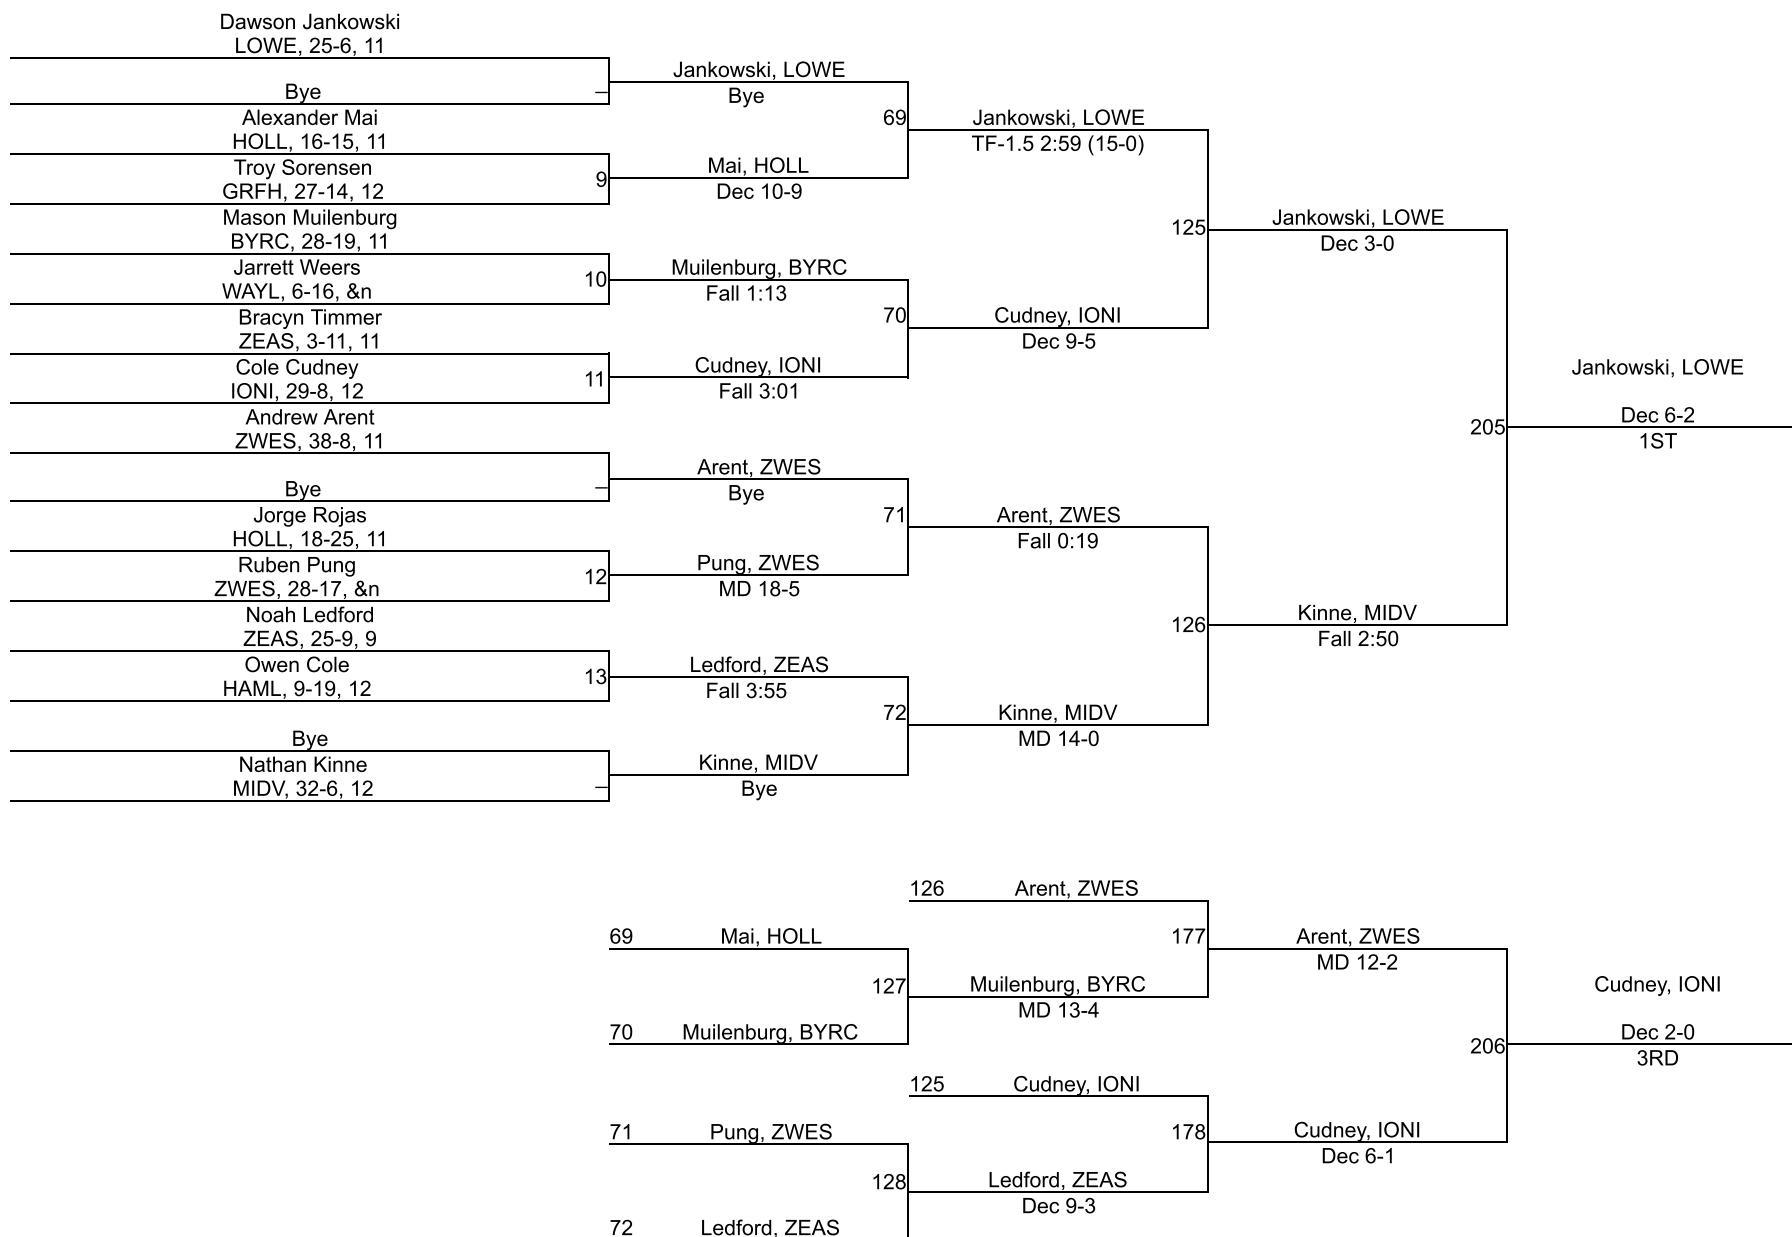 Dawson Jankowski
LOWE, 25-6, 11
Bye
–
Alexander Mai
HOLL, 16-15, 11
Troy Sorensen
GRFH, 27-14, 12
9
Mason Muilenburg
BYRC, 28-19, 11
Jarrett Weers
WAYL, 6-16, &n
10
Bracyn Timmer
ZEAS, 3-11, 11
Cole Cudney
IONI, 29-8, 12
11
Andrew Arent
ZWES, 38-8, 11
Bye
–
Jorge Rojas
HOLL, 18-25, 11
Ruben Pung
ZWES, 28-17, &n
12
Noah Ledford
ZEAS, 25-9, 9
Owen Cole
HAML, 9-19, 12
13
Bye
Nathan Kinne
MIDV, 32-6, 12
–
Jankowski, LOWE
Bye
69
Mai, HOLL
Dec 10-9
Muilenburg, BYRC
Fall 1:13
70
Cudney, IONI
Fall 3:01
Arent, ZWES
Bye
71
Pung, ZWES
MD 18-5
Ledford, ZEAS
Fall 3:55
72
Kinne, MIDV
Bye
Jankowski, LOWE
TF-1.5 2:59 (15-0)
125
Cudney, IONI
Dec 9-5
Arent, ZWES
Fall 0:19
126
Kinne, MIDV
MD 14-0
Jankowski, LOWE
Dec 3-0
205
Kinne, MIDV
Fall 2:50
Jankowski, LOWE
Dec 6-2
1ST
126 Arent, ZWES
69 Mai, HOLL
127
70 Muilenburg, BYRC
Muilenburg, BYRC
MD 13-4
177
125 Cudney, IONI
71 Pung, ZWES
128
72 Ledford, ZEAS
Ledford, ZEAS
Dec 9-3
178
Arent, ZWES
MD 12-2
206
Cudney, IONI
Dec 6-1
Cudney, IONI
Dec 2-0
3RD